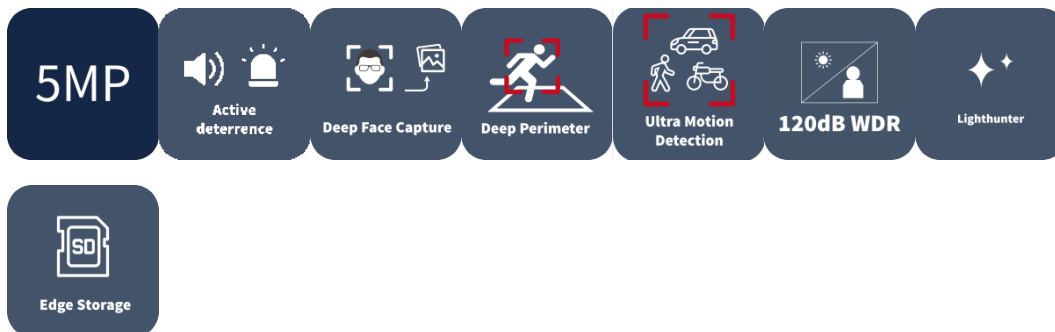 5MP
Active
deterrence
Deep Face Capture
Deep Perimeter
Ultra Motion
Detection
120dB WDR
Lighthunter
SD
Edge Storage